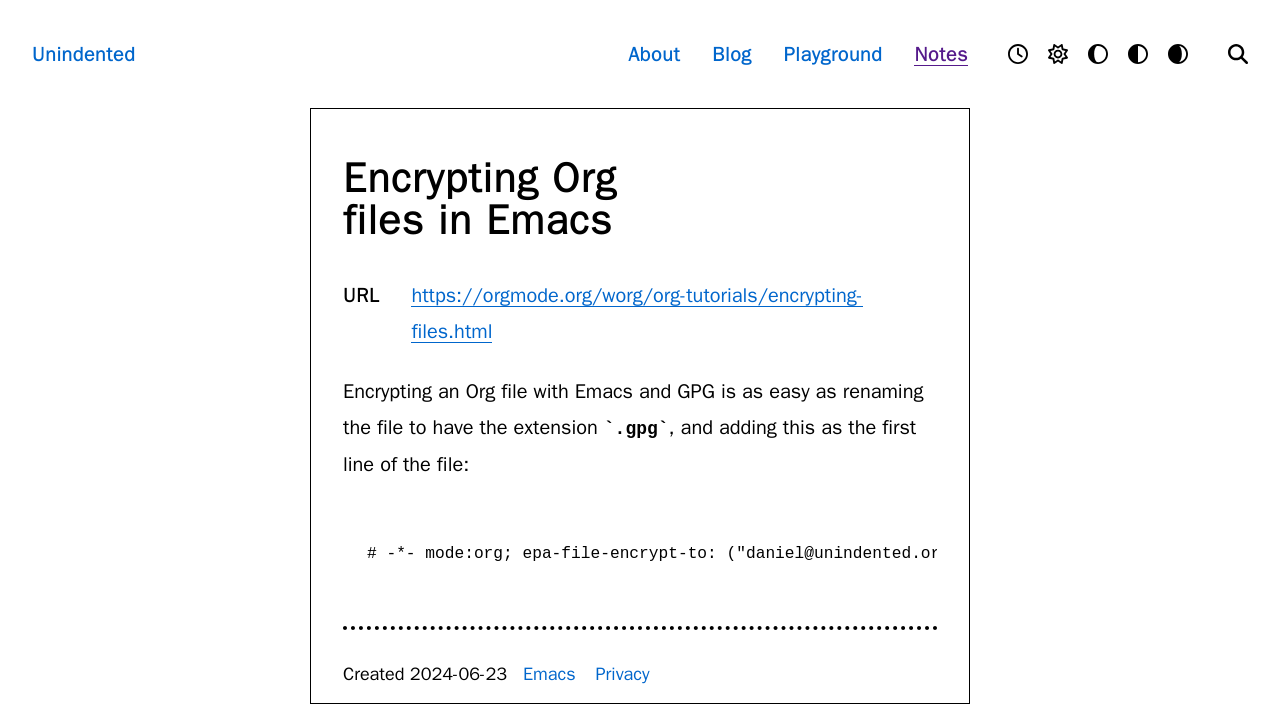 Unindented
About Blog Playground Notes
Encrypting Org
files in Emacs
URL https://orgmode.org/worg/org-tutorials/encrypting-
files.html
Encrypting an Org file with Emacs and GPG is as easy as renaming
the file to have the extension `.gpg`, and adding this as the first
line of the file:
# -*- mode:org; epa-file-encrypt-to: ("daniel@unindented.or
Created 2024-06-23 Emacs Privacy